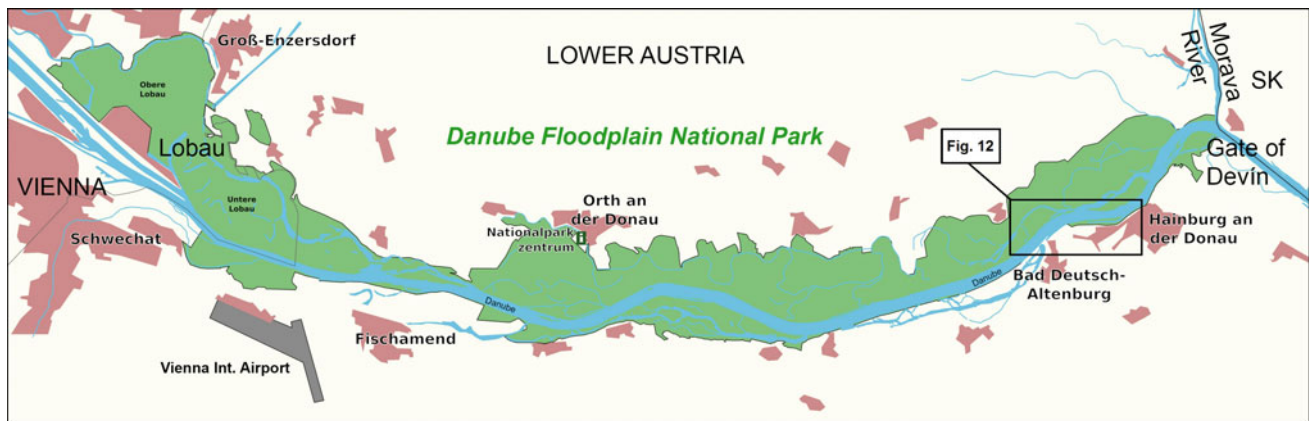 Groß-Enzersdorf
LOWER AUSTRIA
Morava
River
SK
Obere
Lobau
Danube Floodplain National Park
Fig. 12
Lobau
Gate of
Devín
VIENNA
Untere
Lobau
Orth an
der Donau
Nationalpark
zentrum
i
Hainburg an
der Donau
Schwechat
Bad Deutsch-
Altenburg
Danube
Danube
Fischamend
Vienna Int. Airport